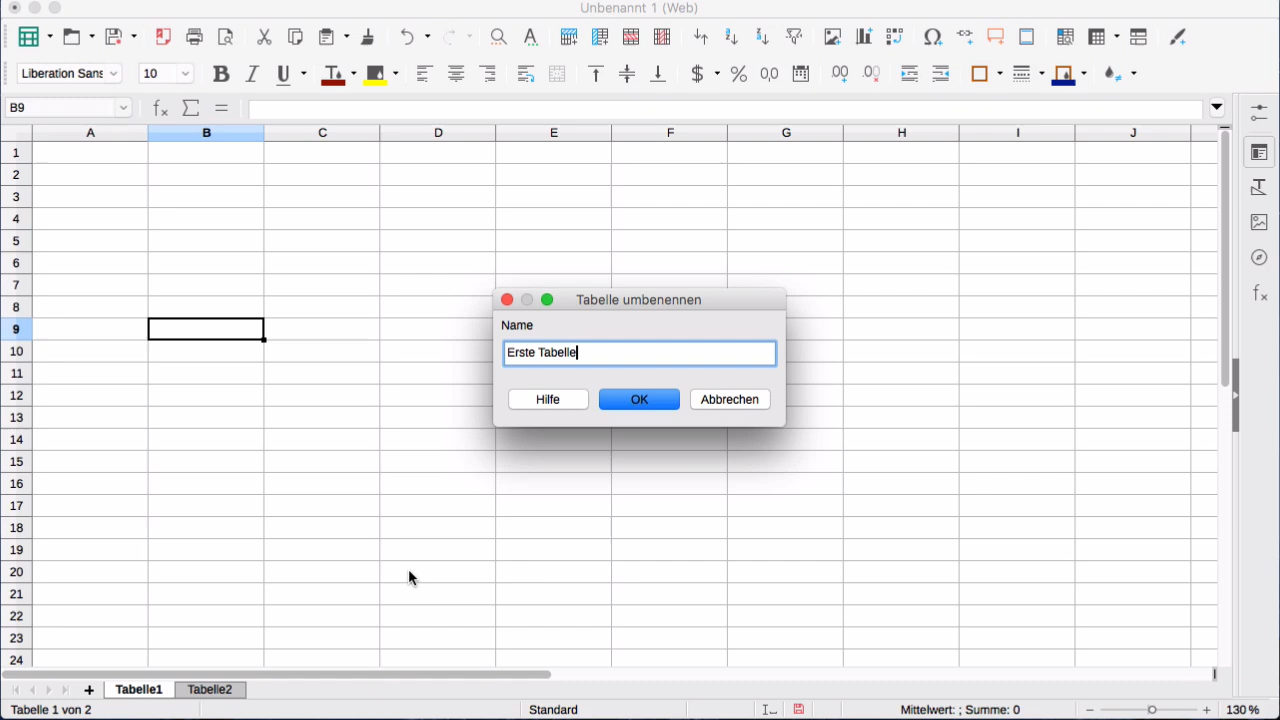 Unbenannt 1 (Web)
Liberation Sans 10
B9
A B C D E F G H I J
1
2
3
4
5
6
7
8
9
10
11
12
13
14
15
16
17
18
19
20
21
22
23
24
Tabelle umbenennen
Name
Erste Tabelle
Hilfe OK Abbrechen
Tabelle1 Tabelle2
Tabelle 1 von 2 Standard Mittelwert: ; Summe: 0 130 %